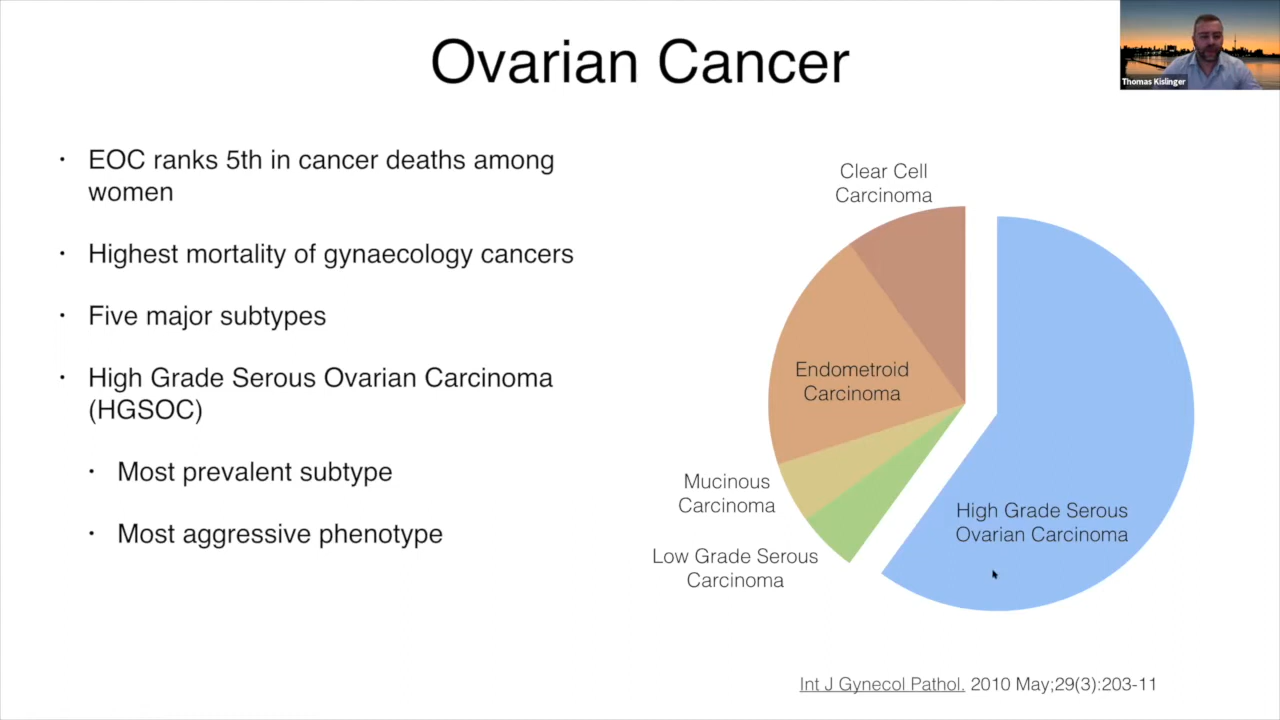 Ovarian Cancer
Thomas Kislinger
• EOC ranks 5th in cancer deaths among
women
• Highest mortality of gynaecology cancers
• Five major subtypes
• High Grade Serous Ovarian Carcinoma
(HGSOC)
• Most prevalent subtype
• Most aggressive phenotype
Clear Cell
Carcinoma
Endometroid
Carcinoma
Mucinous
Carcinoma
Low Grade Serous
Carcinoma
High Grade Serous
Ovarian Carcinoma
Int J Gynecol Pathol. 2010 May;29(3):203-11